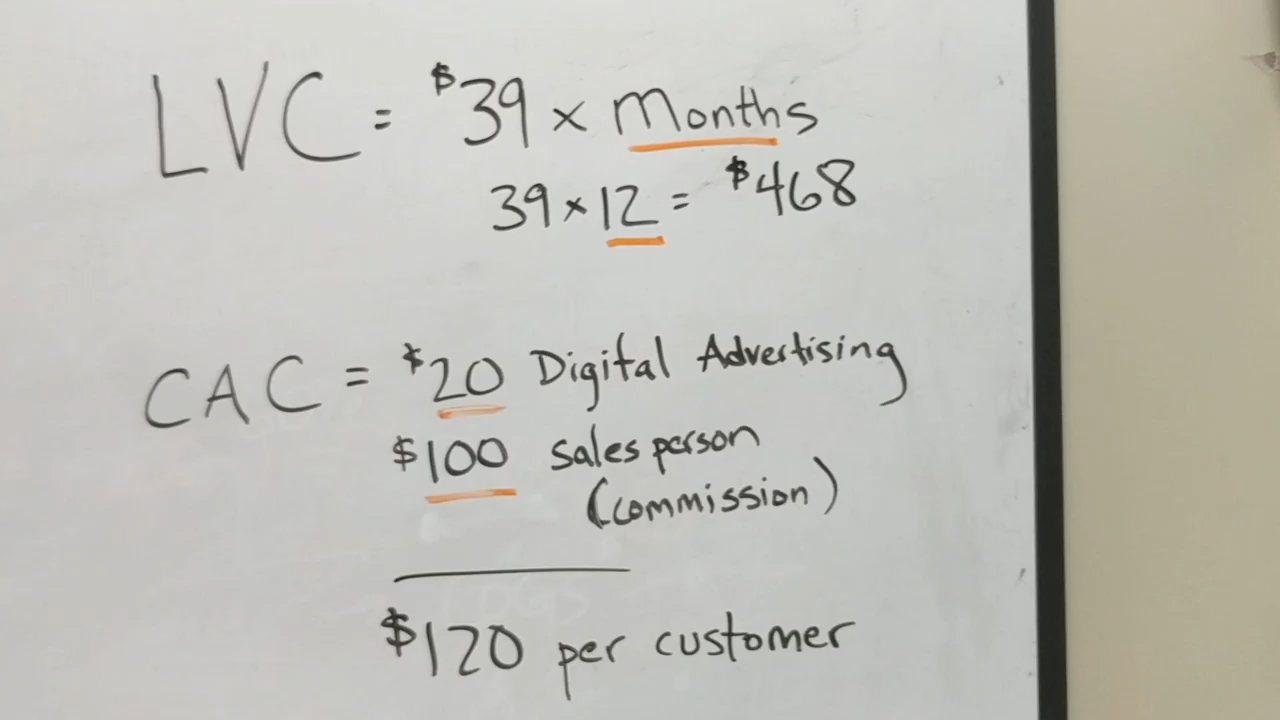 LVC = $39 x Months
39 x 12 = $468
CAC = $20 Digital Advertising
$100 sales person
(commission)
$120 per customer